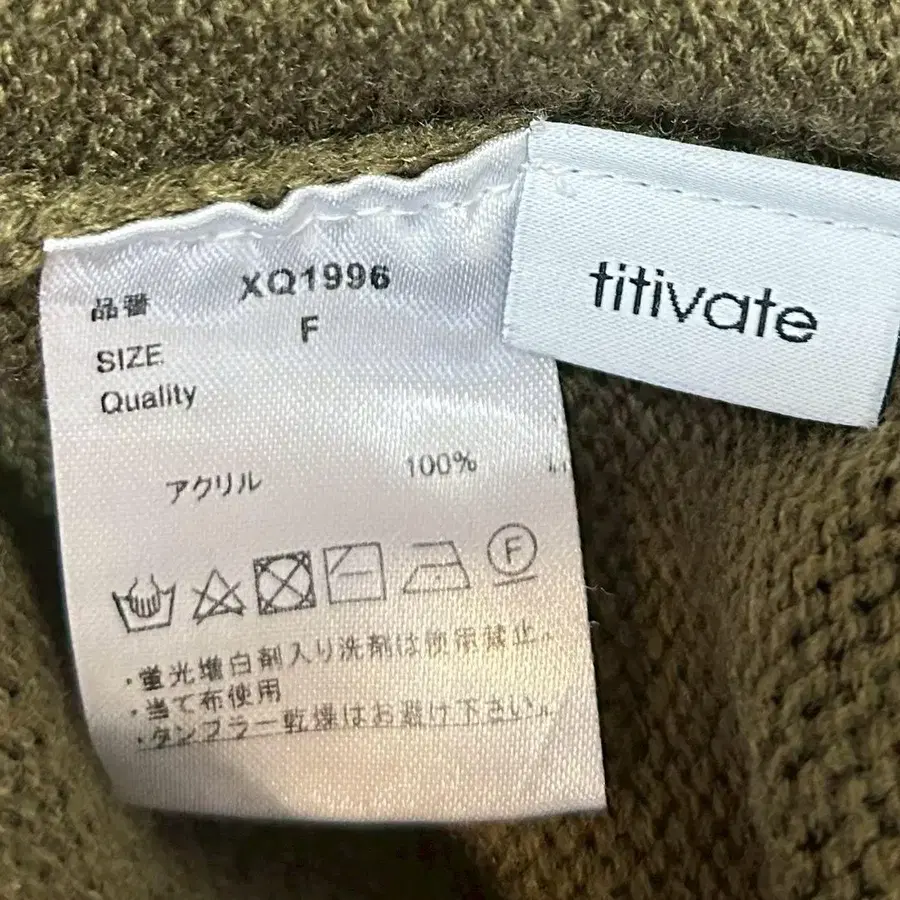 titivate
品番 XQ1996
SIZE F
Quality
アクリル 100%
F
・蛍光増白剤入り洗剤は使用禁止。
・当て布使用
・タンブラー乾燥はお避け下さい。